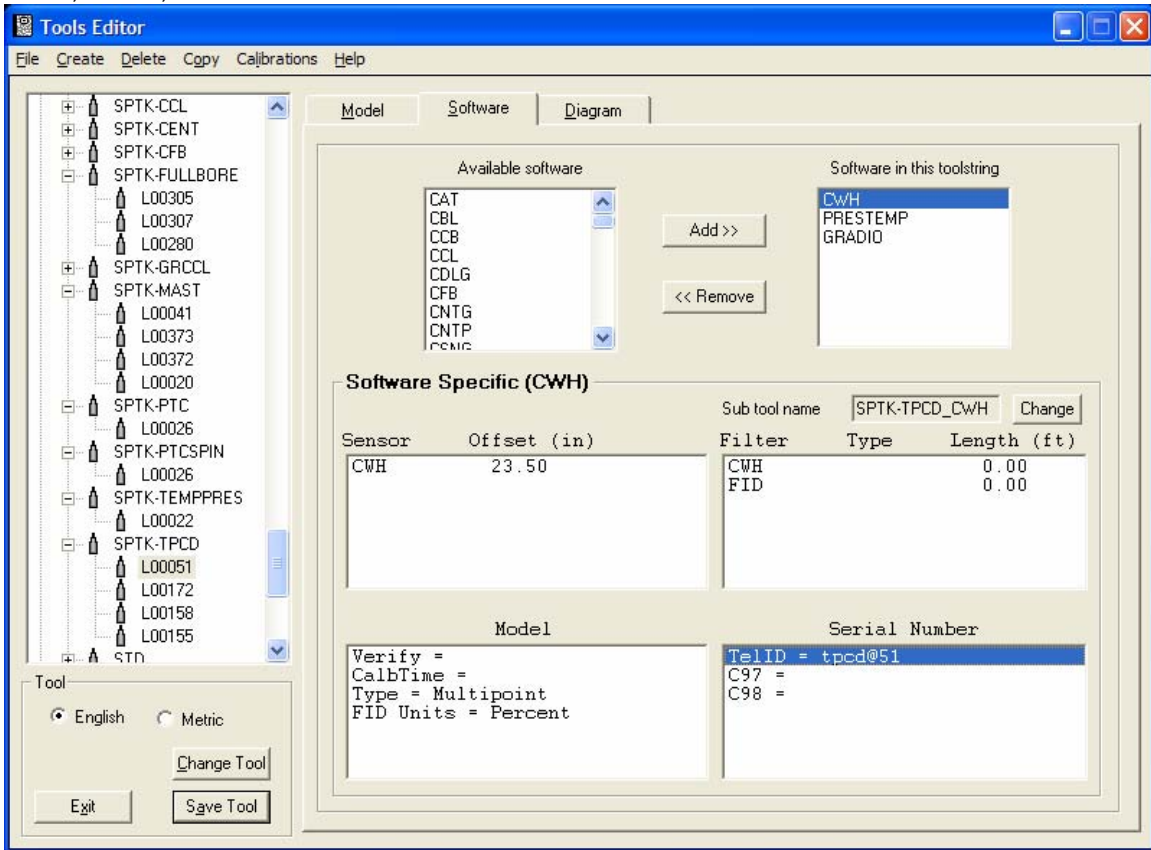 Tools Editor
File Create Delete Copy Calibrations Help
SPTK-CCL
SPTK-CENT
SPTK-CFB
SPTK-FULLBORE
L00305
L00307
L00280
SPTK-GRCCL
SPTK-MAST
L00041
L00373
L00372
L00020
SPTK-PTC
L00026
SPTK-PTCSPIN
L00026
SPTK-TEMPPRES
L00022
SPTK-TPCD
L00051
L00172
L00158
L00155
STD
Tool
English Metric
Change Tool
Exit Save Tool
Model Software Diagram
Available software
CAT
CBL
CCB
CCL
CDLG
CFB
CNTG
CNTP
CSNG
Add >>
<< Remove
Software in this toolstring
CWH
PRESTEMP
GRADIO
Software Specific (CWH)
Sub tool name SPTK-TPCD_CWH Change
Sensor Offset (in)
CWH 23.50
Filter Type Length (ft)
CWH 0.00
FID 0.00
Model
Verify =
CalbTime =
Type = Multipoint
FID Units = Percent
Serial Number
TelID = tpcd@51
C97 =
C98 =